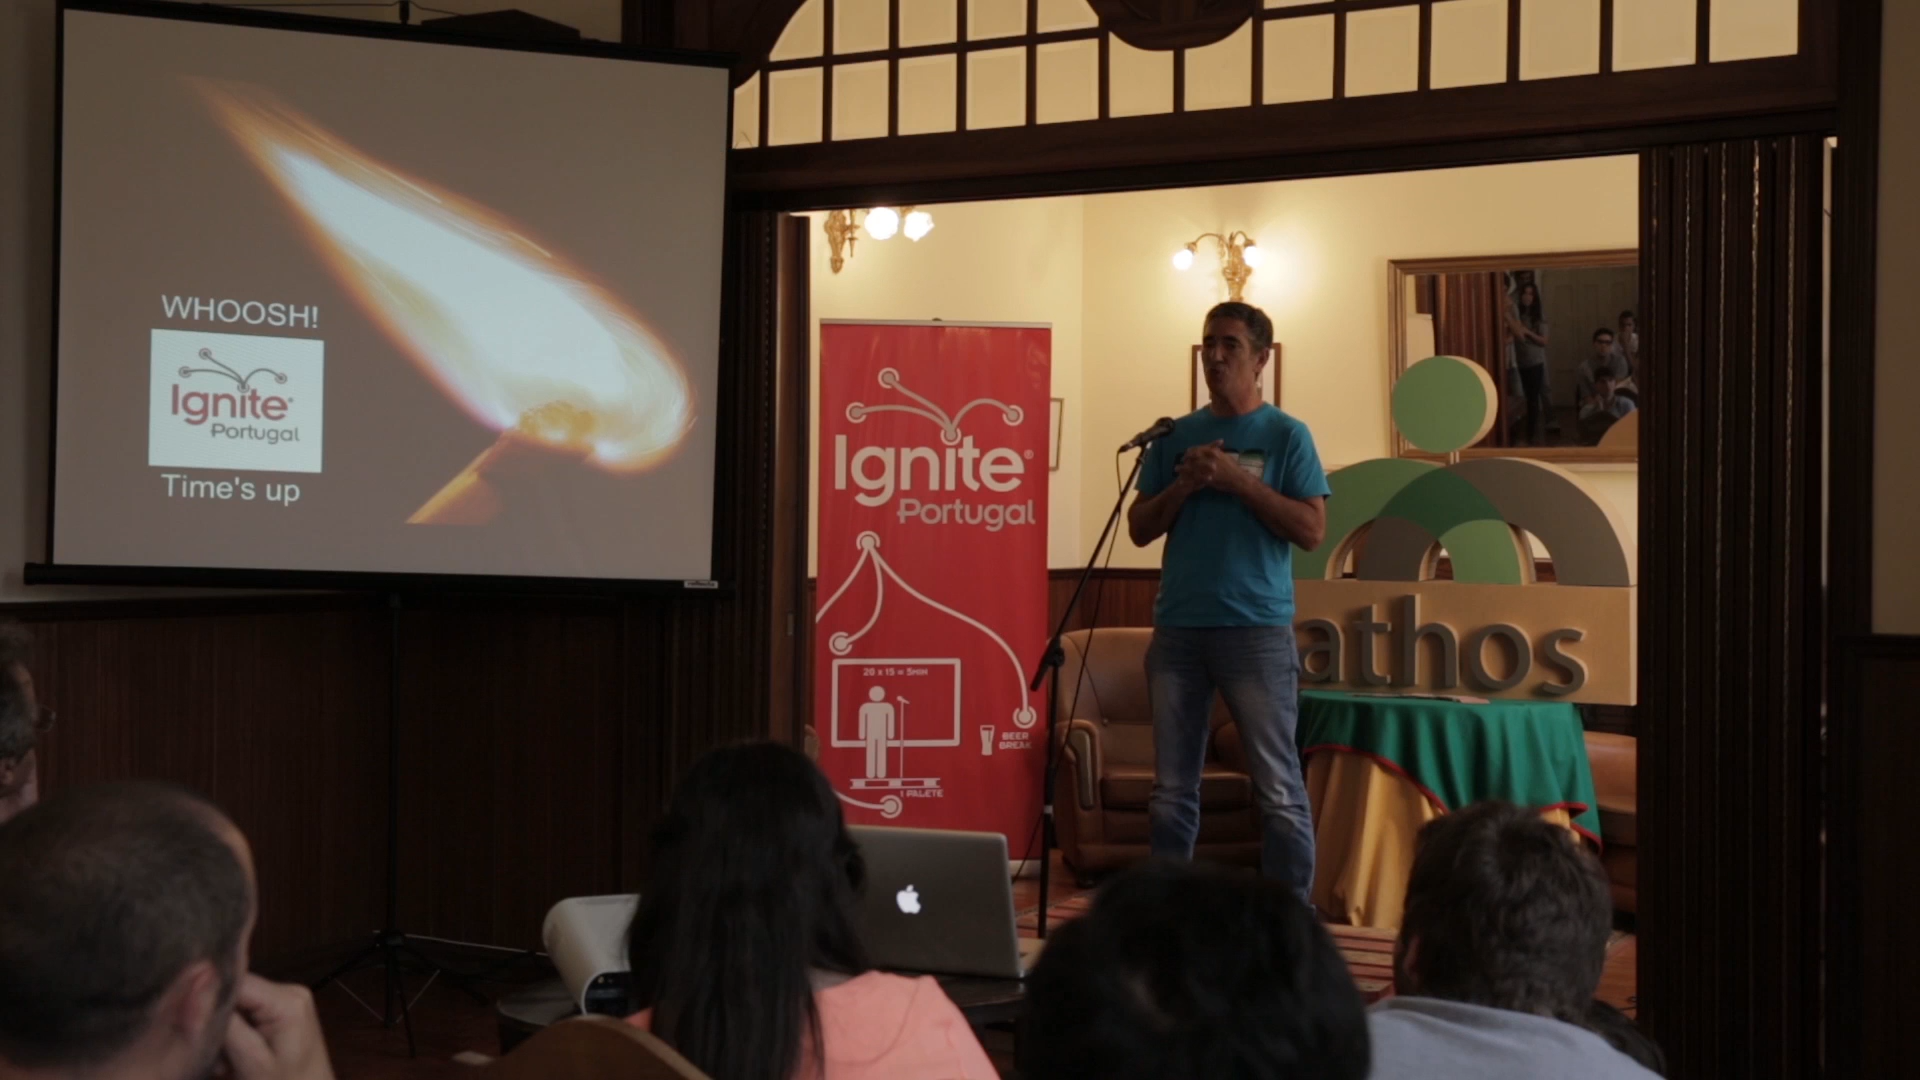 WHOOSH!
Ignite®
Portugal
Time's up
Ignite®
Portugal
20 x 15 = 5min
BEER
BREAK
1 PALETE
athos